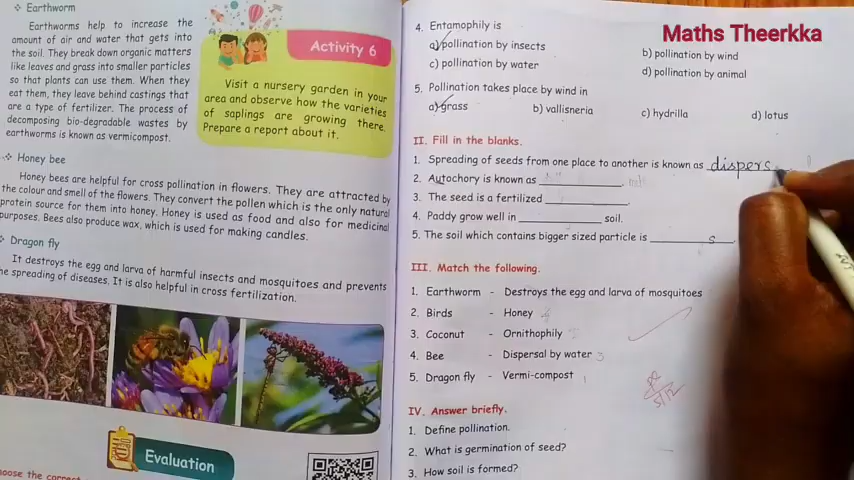 Earthworm
Earthworms help to increase the
amount of air and water that gets into
the soil. They break down organic matters
like leaves and grass into smaller particles
so that plants can use them. When they
eat them, they leave behind castings that
are a type of fertilizer. The process of
decomposing bio-degradable wastes by
earthworms is known as vermicompost.
Activity 6
Visit a nursery garden in your
area and observe how the varieties
of saplings are growing there.
Prepare a report about it.
Honey bee
Honey bees are helpful for cross pollination in flowers. They are attracted by
the colour and smell of the flowers. They convert the pollen which is the only natural
protein source for them into honey. Honey is used as food and also for medicinal
purposes. Bees also produce wax, which is used for making candles.
Dragon fly
It destroys the egg and larva of harmful insects and mosquitoes and prevents
he spreading of diseases. It is also helpful in cross fertilization.
Evaluation
oose the correct
Maths Theerkka
4. Entamophily is
a) pollination by insects
b) pollination by wind
c) pollination by water
d) pollination by animal
5. Pollination takes place by wind in
a) grass b) vallisneria c) hydrilla d) lotus
II. Fill in the blanks.
1. Spreading of seeds from one place to another is known as dispers
2. Autochory is known as
3. The seed is a fertilized
4. Paddy grow well in soil.
5. The soil which contains bigger sized particle is s
III. Match the following.
1. Earthworm - Destroys the egg and larva of mosquitoes
2. Birds - Honey
3. Coconut - Ornithophily
4. Bee - Dispersal by water 3
5. Dragon fly - Vermi-compost 1
IV. Answer briefly.
1. Define pollination.
2. What is germination of seed?
3. How soil is formed?